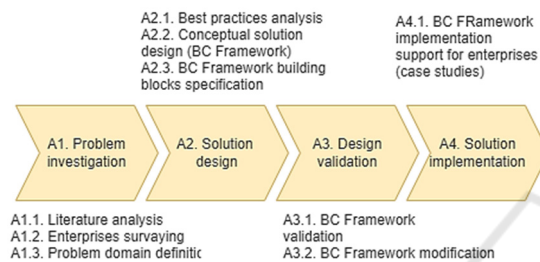 A2.1. Best practices analysis
A2.2. Conceptual solution
design (BC Framework)
A2.3. BC Framework building
blocks specification
A4.1. BC FRamework
implementation
support for enterprises
(case studies)
A1. Problem
investigation
A2. Solution
design
A3. Design
validation
A4. Solution
implementation
A1.1. Literature analysis
A1.2. Enterprises survaying
A1.3. Problem domain definitic
A3.1. BC Framework
validation
A3.2. BC Framework modification